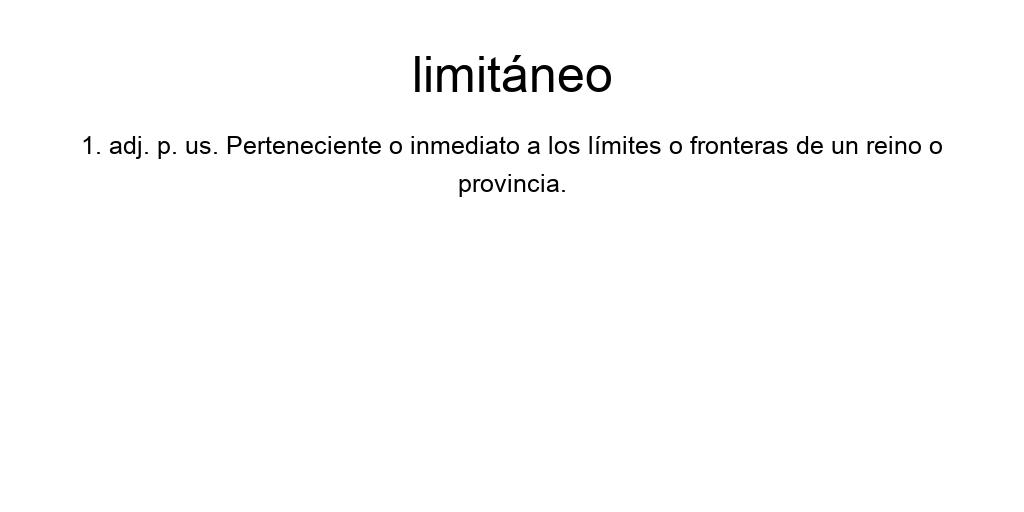 limitáneo
1. adj. p. us. Perteneciente o inmediato a los límites o fronteras de un reino o
provincia.